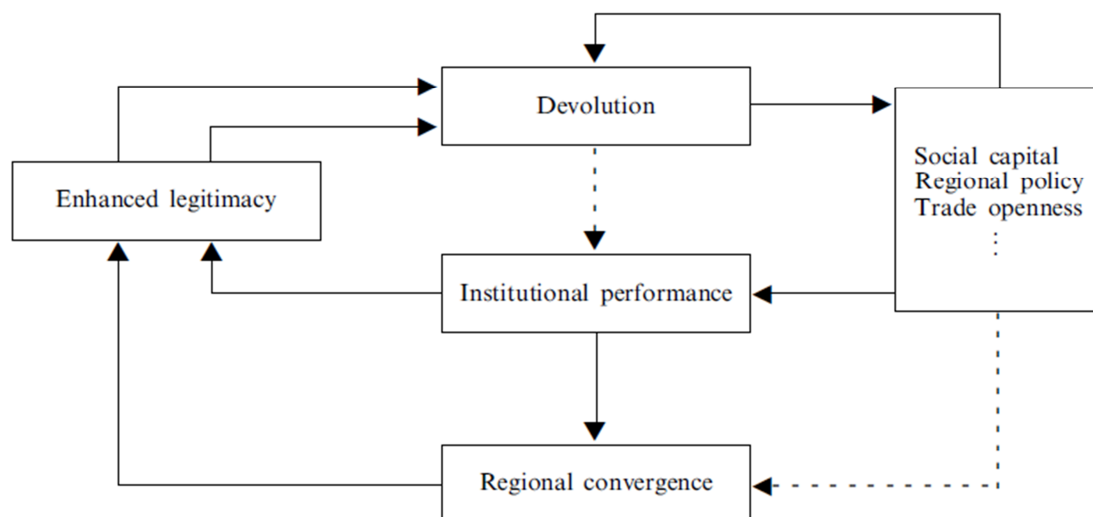 Devolution
Social capital
Regional policy
Trade openness
⋮
Enhanced legitimacy
Institutional performance
Regional convergence